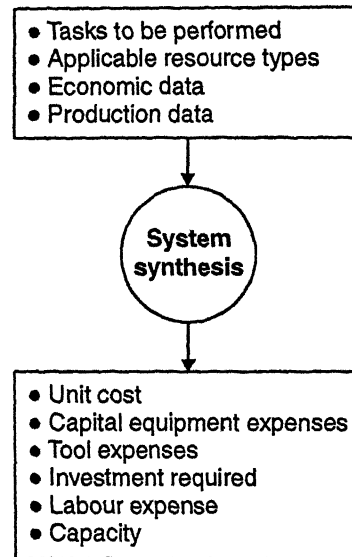 • Tasks to be performed
• Applicable resource types
• Economic data
• Production data
System
synthesis
• Unit cost
• Capital equipment expenses
• Tool expenses
• Investment required
• Labour expense
• Capacity